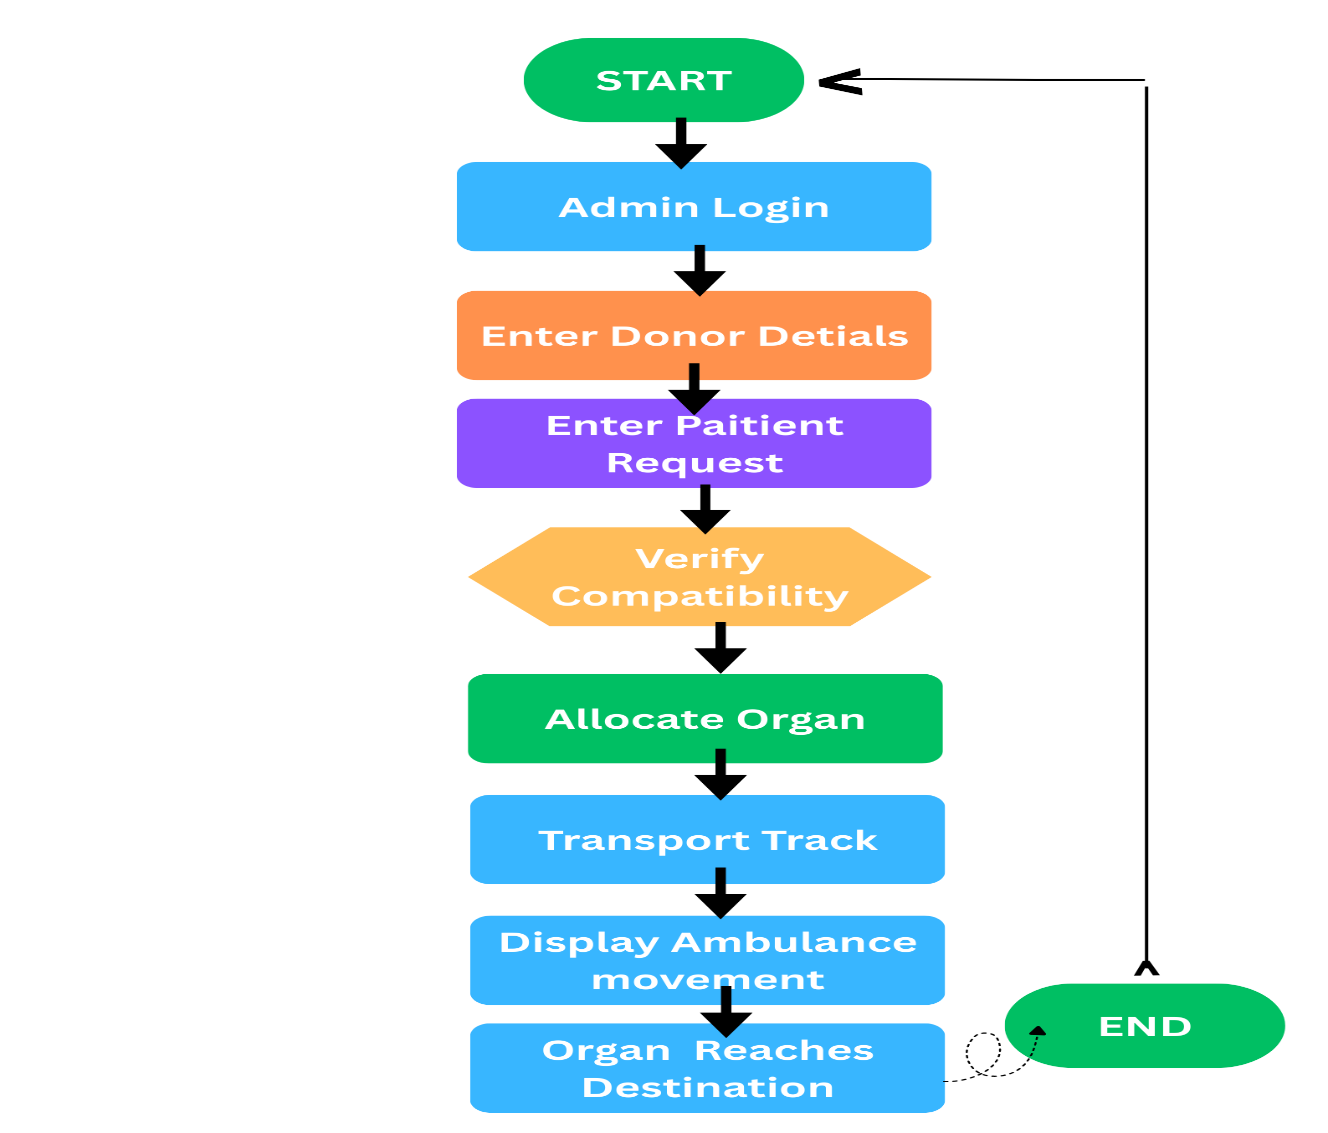 START
Admin Login
Enter Donor Detials
Enter Paitient
Request
Verify
Compatibility
Allocate Organ
Transport Track
Display Ambulance
movement
Organ  Reaches
Destination
END